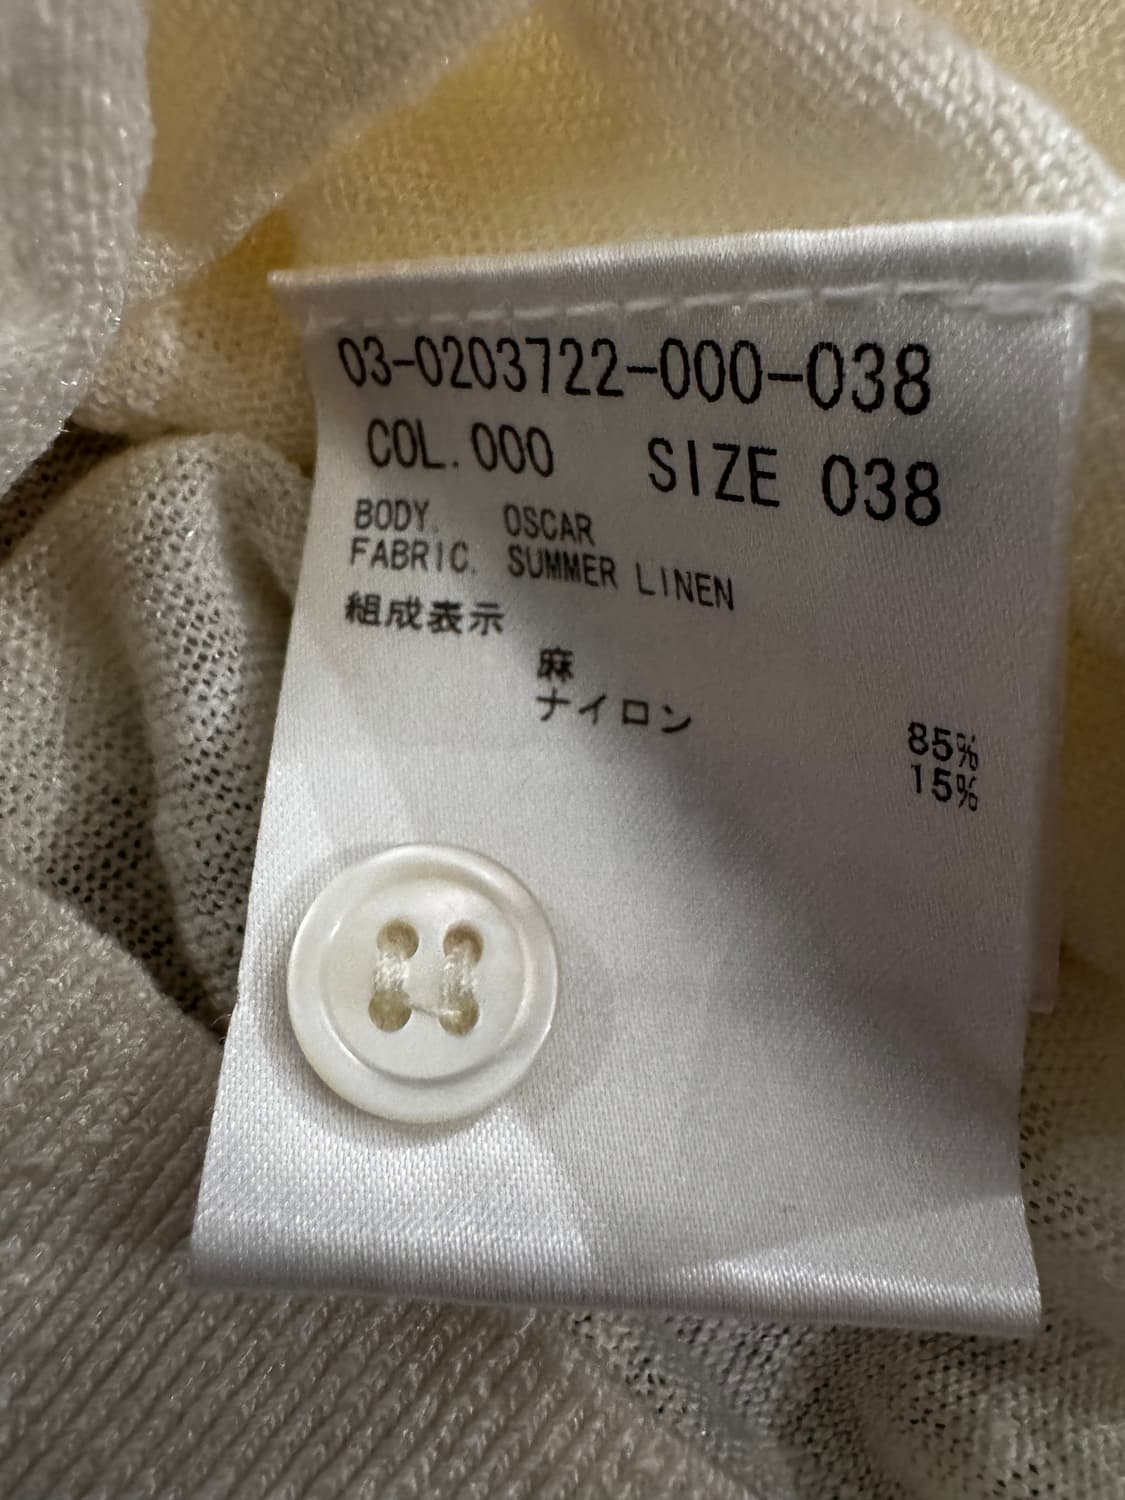 03-0203722-000-038
COL.000 SIZE 038
BODY. OSCAR
FABRIC. SUMMER LINEN
組成表示
麻 85%
ナイロン 15%